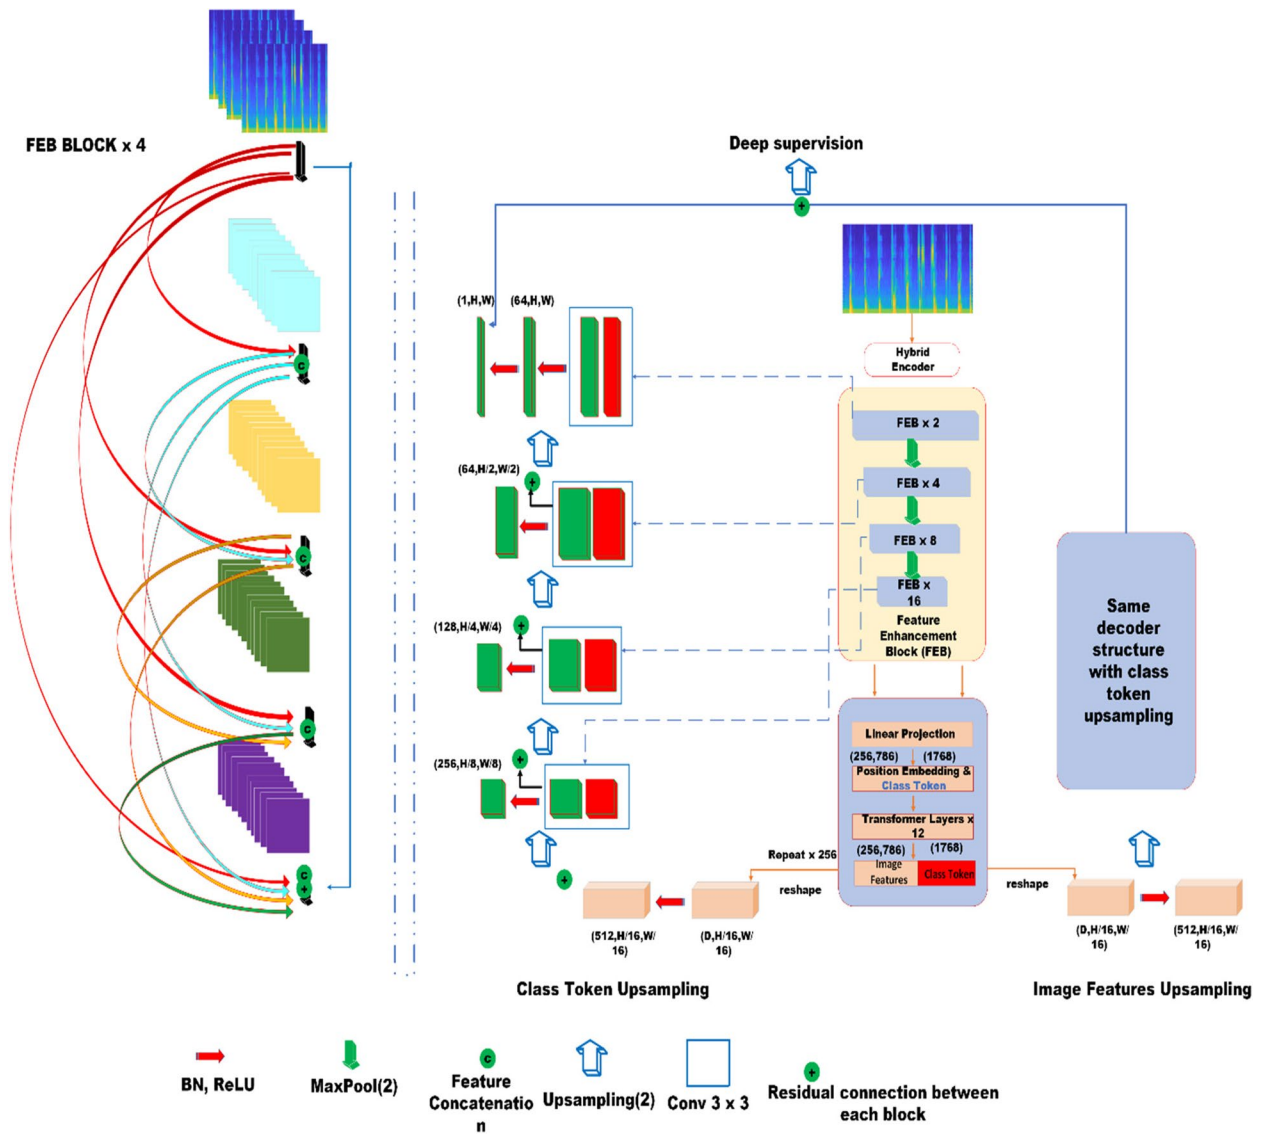 FEB BLOCK x 4
c
c
c
c
+
Deep supervision
+
(1,H,W)
(64,H,W)
(64,H/2,W/2)
+
(128,H/4,W/4)
+
(256,H/8,W/8)
+
+
Hybrid
Encoder
FEB x 2
FEB x 4
FEB x 8
FEB x
16
Feature
Enhancement
Block (FEB)
Linear Projection
(256,786)
(1768)
Position Embedding &
Class Token
Transformer Layers x
12
(256,786)
(1768)
Image
Features
Class Token
Repeat x 256
reshape
reshape
(512,H/16,W/
16)
(D,H/16,W/
16)
(D,H/16,W/
16)
(512,H/16,W/
16)
Same
decoder
structure
with class
token
upsampling
Class Token Upsampling
Image Features Upsampling
BN, ReLU
MaxPool(2)
c
Feature
Concatenatio
n
Upsampling(2)
Conv 3 x 3
+
Residual connection between
each block